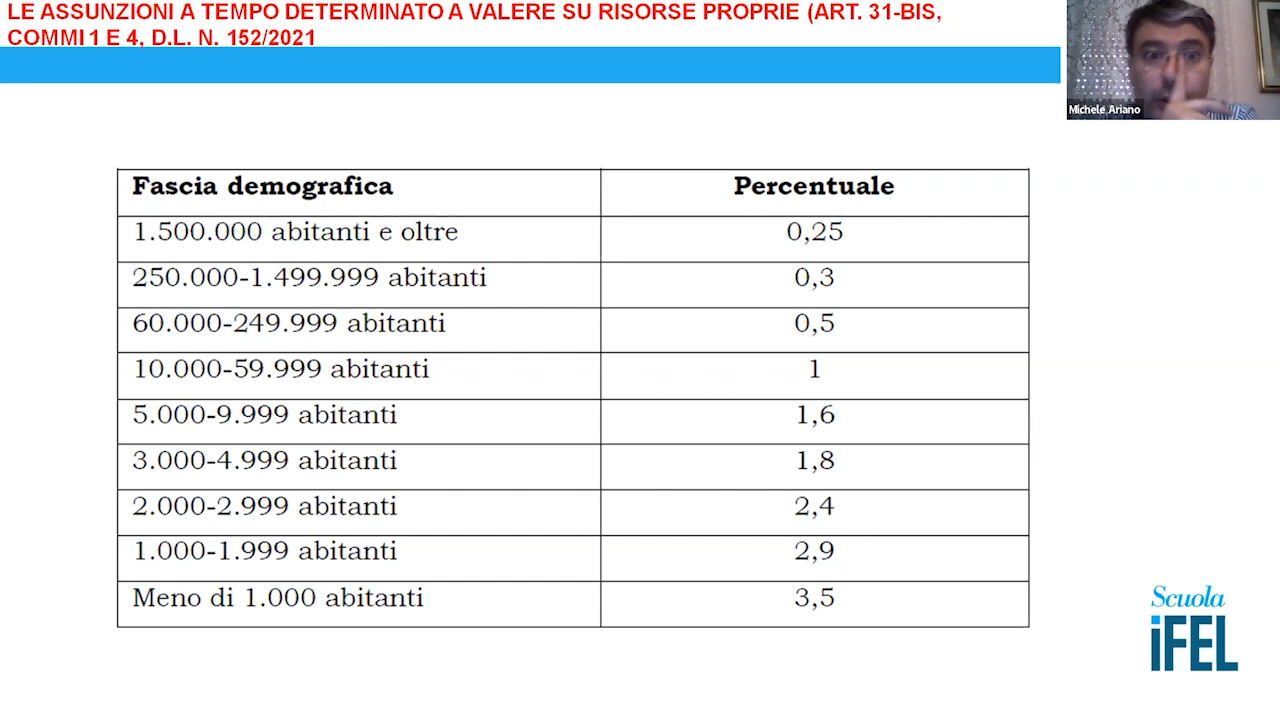 LE ASSUNZIONI A TEMPO DETERMINATO A VALERE SU RISORSE PROPRIE (ART. 31-BIS,
COMMI 1 E 4, D.L. N. 152/2021
Michele Ariano
Fascia demografica Percentuale
1.500.000 abitanti e oltre 0,25
250.000-1.499.999 abitanti 0,3
60.000-249.999 abitanti 0,5
10.000-59.999 abitanti 1
5.000-9.999 abitanti 1,6
3.000-4.999 abitanti 1,8
2.000-2.999 abitanti 2,4
1.000-1.999 abitanti 2,9
Meno di 1.000 abitanti 3,5
Scuola
iFEL